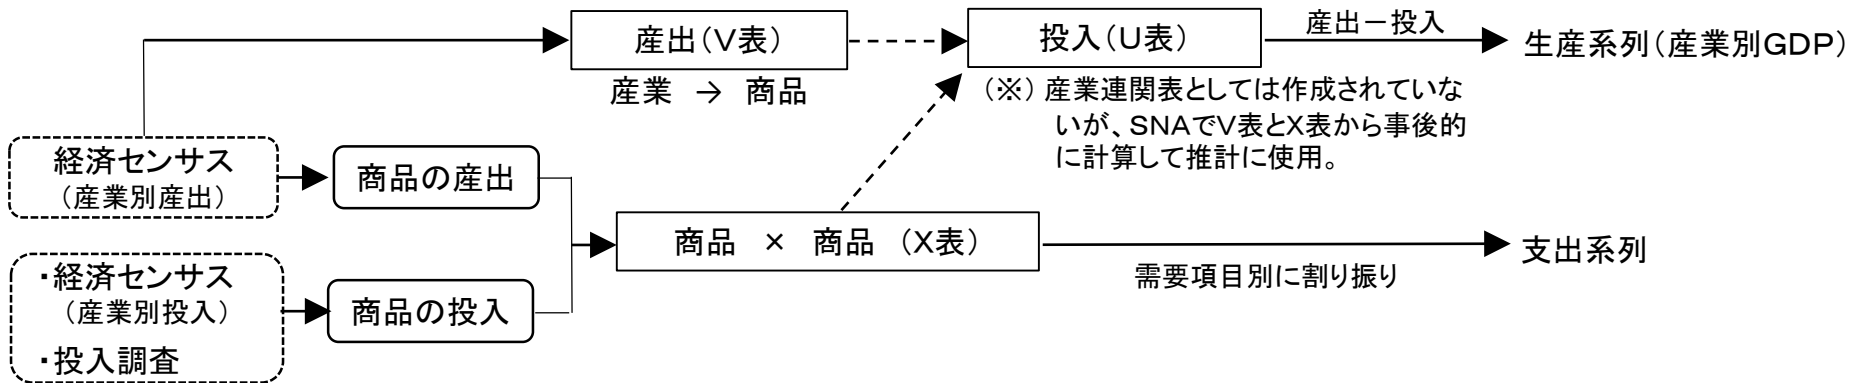 産出(V表)
産業 → 商品
投入(U表)
産出-投入
生産系列(産業別GDP)
(※)産業連関表としては作成されていな
いが、SNAでV表とX表から事後的
に計算して推計に使用。
経済センサス
(産業別産出)
商品の産出
商品 × 商品 (X表)
需要項目別に割り振り
支出系列
・経済センサス
(産業別投入)
・投入調査
商品の投入